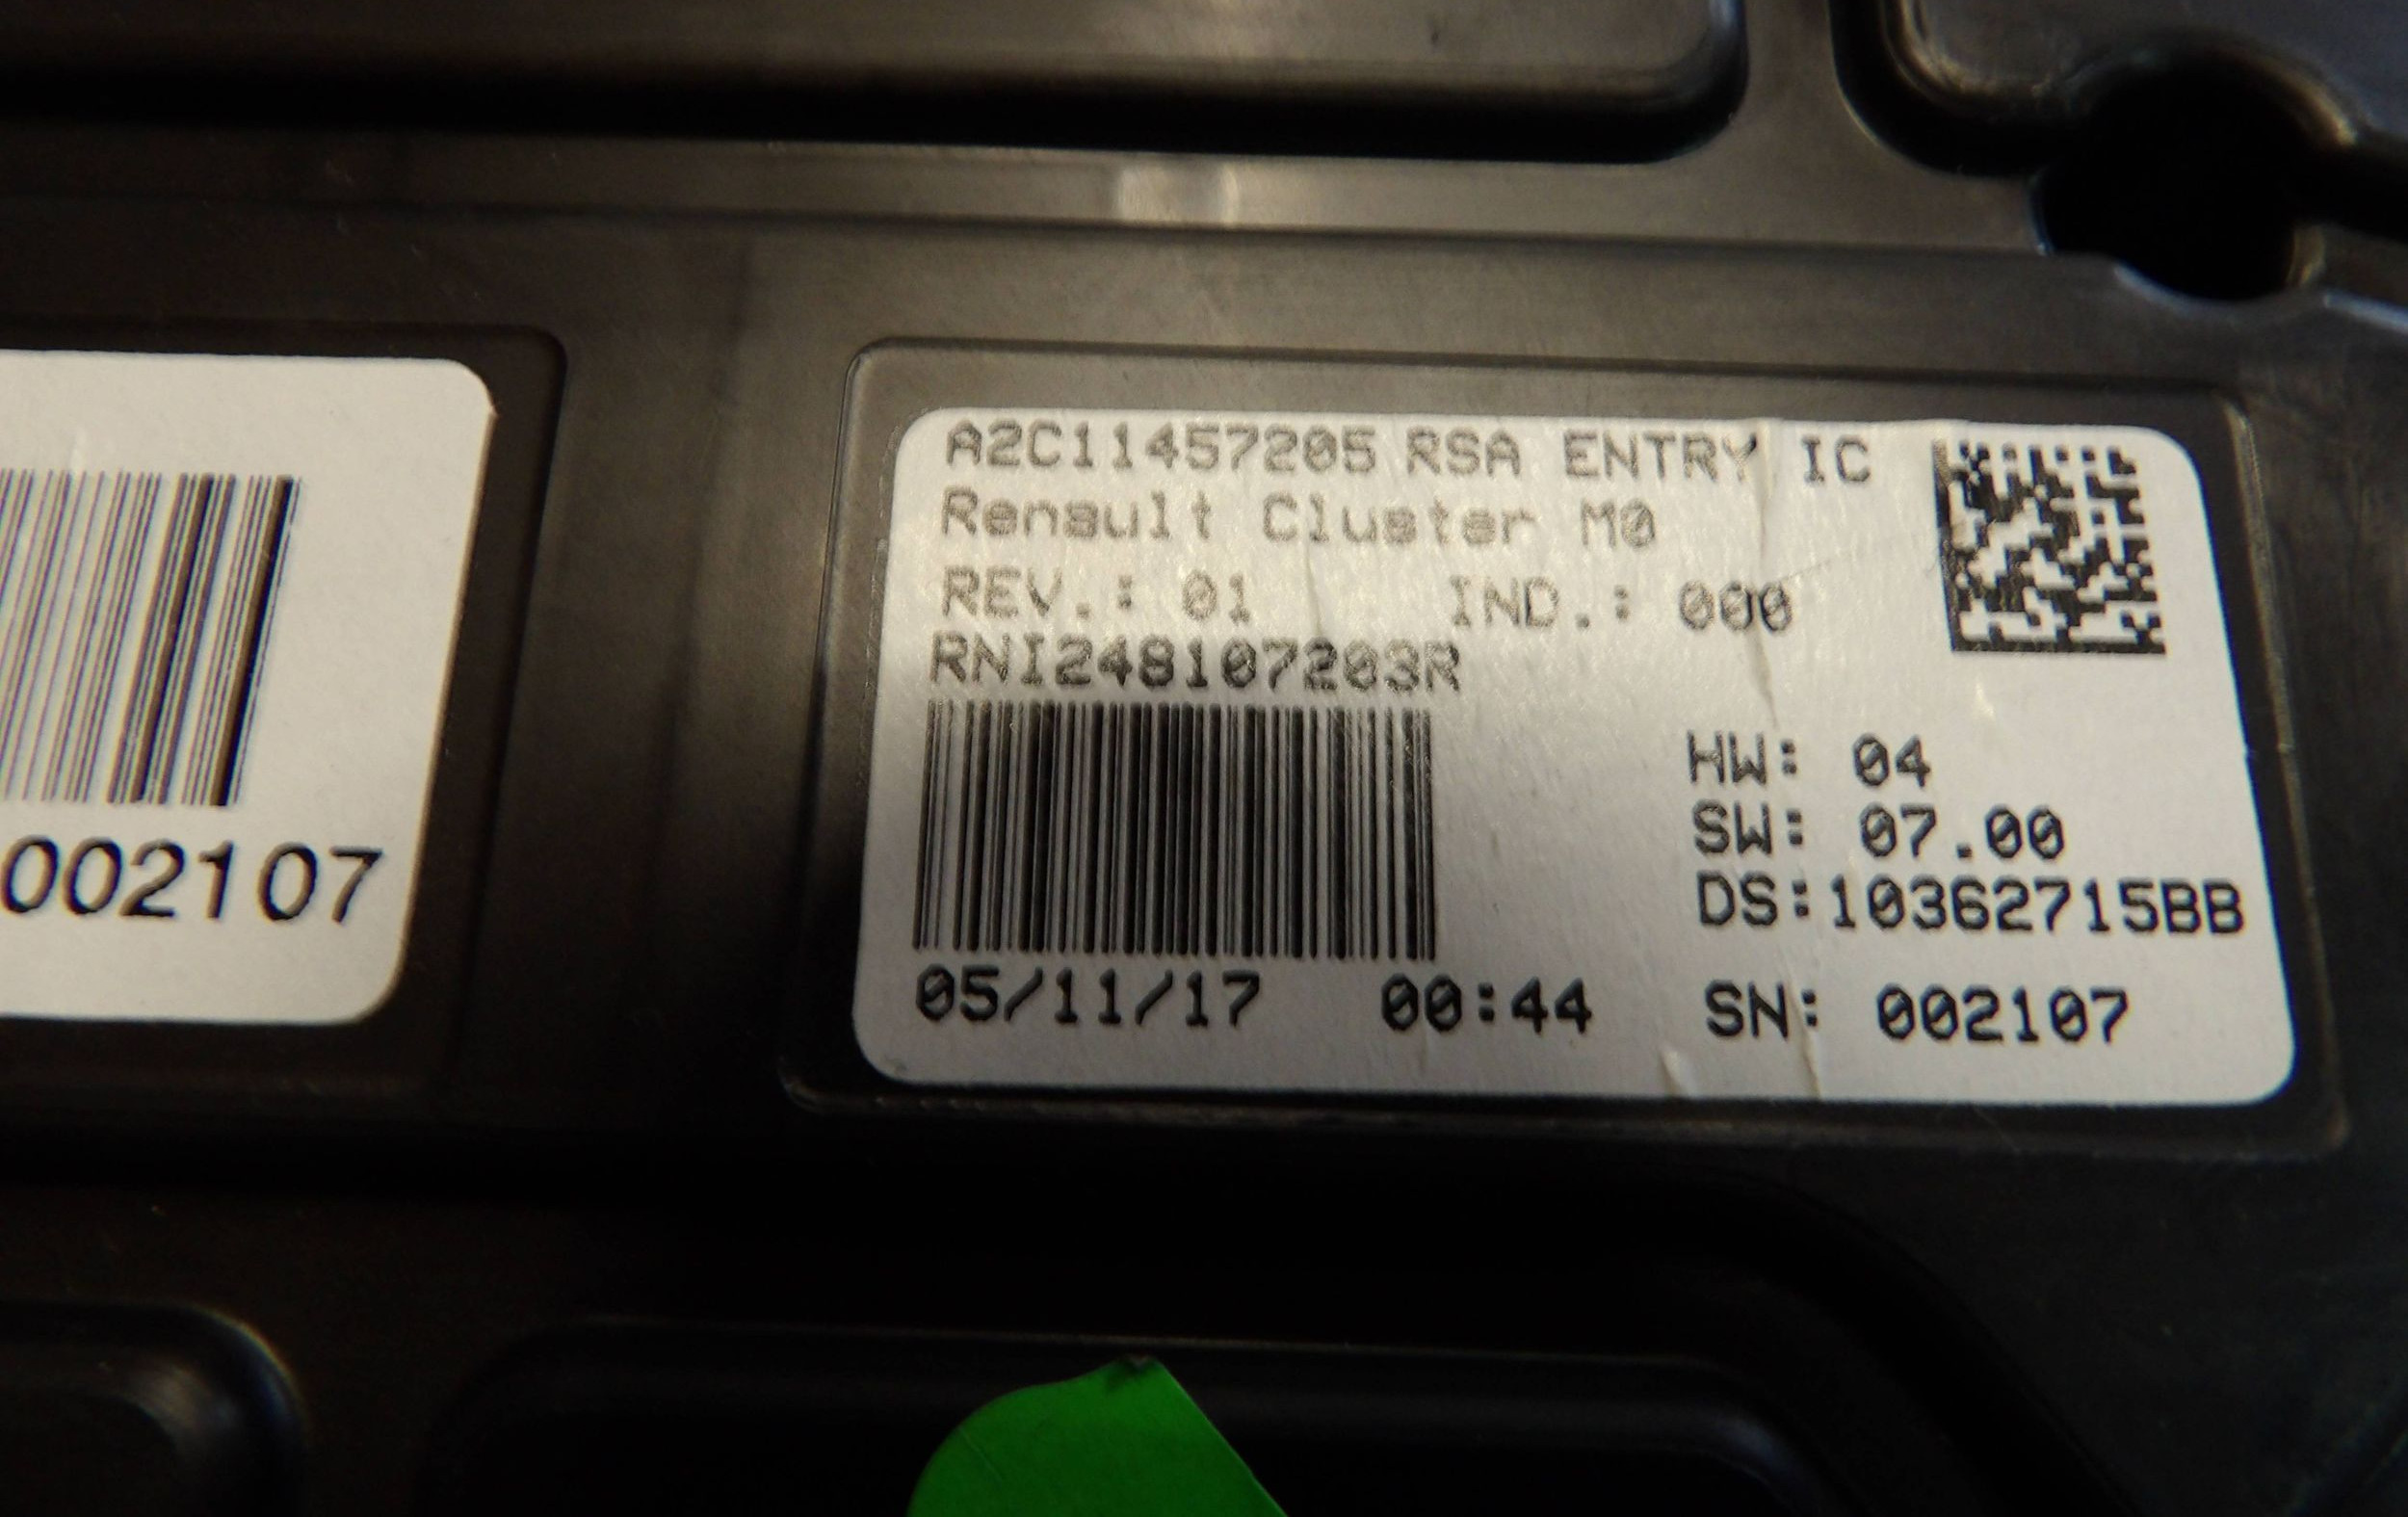 A2C11457205 RSA ENTRY IC
Renault Cluster M0
REV.: 01 IND.: 000
RNI248107203R
HW: 04
SW: 07.00
DS:10362715BB
05/11/17 00:44 SN: 002107
002107